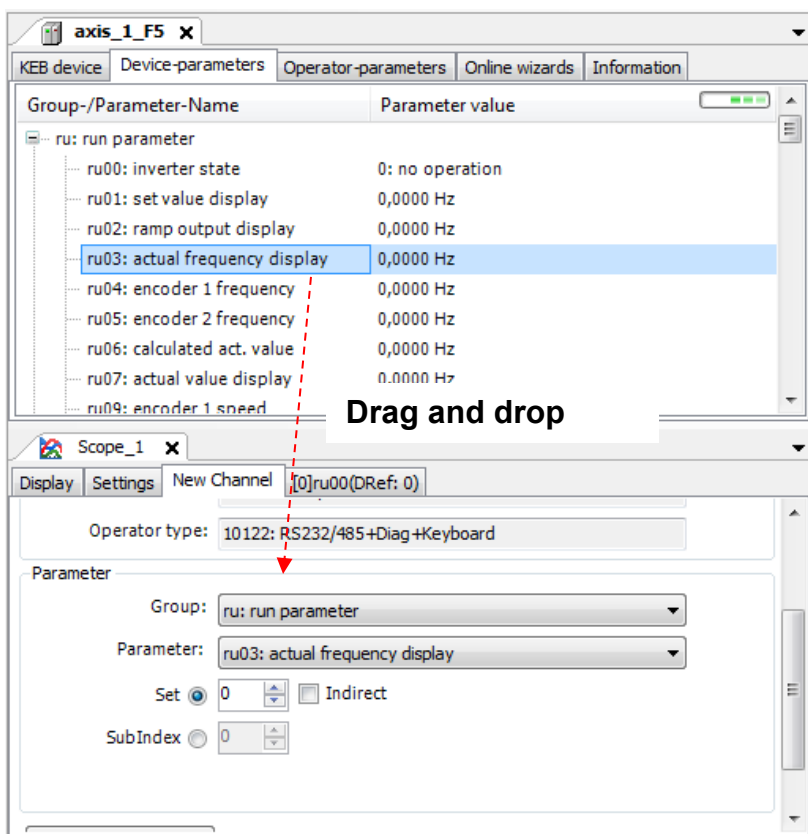 axis_1_F5 x
KEB device Device-parameters Operator-parameters Online wizards Information
Group-/Parameter-Name Parameter value
ru: run parameter
ru00: inverter state 0: no operation
ru01: set value display 0,0000 Hz
ru02: ramp output display 0,0000 Hz
ru03: actual frequency display 0,0000 Hz
ru04: encoder 1 frequency 0,0000 Hz
ru05: encoder 2 frequency 0,0000 Hz
ru06: calculated act. value 0,0000 Hz
ru07: actual value display 0,0000 Hz
ru09: encoder 1 speed
Drag and drop
Scope_1 x
Display Settings New Channel [0]ru00(DRef: 0)
Operator type: 10122: RS232/485+Diag+Keyboard
Parameter
Group: ru: run parameter
Parameter: ru03: actual frequency display
Set 0 Indirect
SubIndex 0